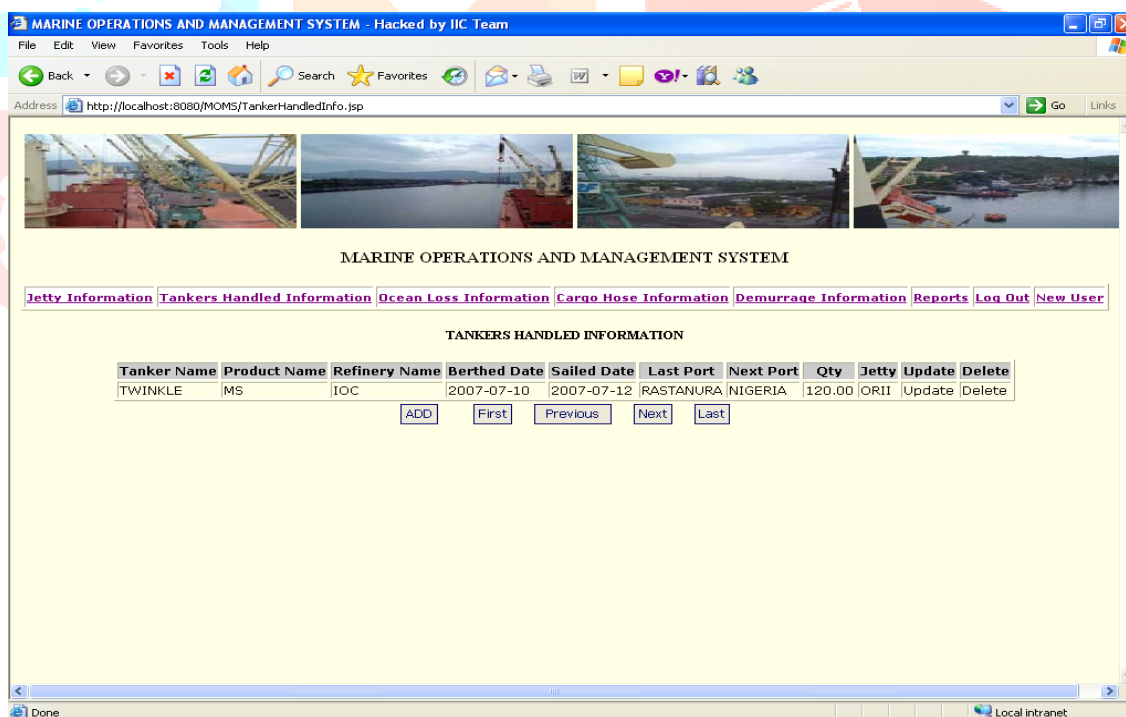 MARINE OPERATIONS AND MANAGEMENT SYSTEM - Hacked by IIC Team
File Edit View Favorites Tools Help
Back Search Favorites
Address http://localhost:8080/MOMS/TankerHandledInfo.jsp Go Links
MARINE OPERATIONS AND MANAGEMENT SYSTEM
Jetty Information Tankers Handled Information Ocean Loss Information Cargo Hose Information Demurrage Information Reports Log Out New User
TANKERS HANDLED INFORMATION
Tanker Name Product Name Refinery Name Berthed Date Sailed Date Last Port Next Port Qty Jetty Update Delete
TWINKLE MS IOC 2007-07-10 2007-07-12 RASTANURA NIGERIA 120.00 ORII Update Delete
ADD First Previous Next Last
Done Local intranet